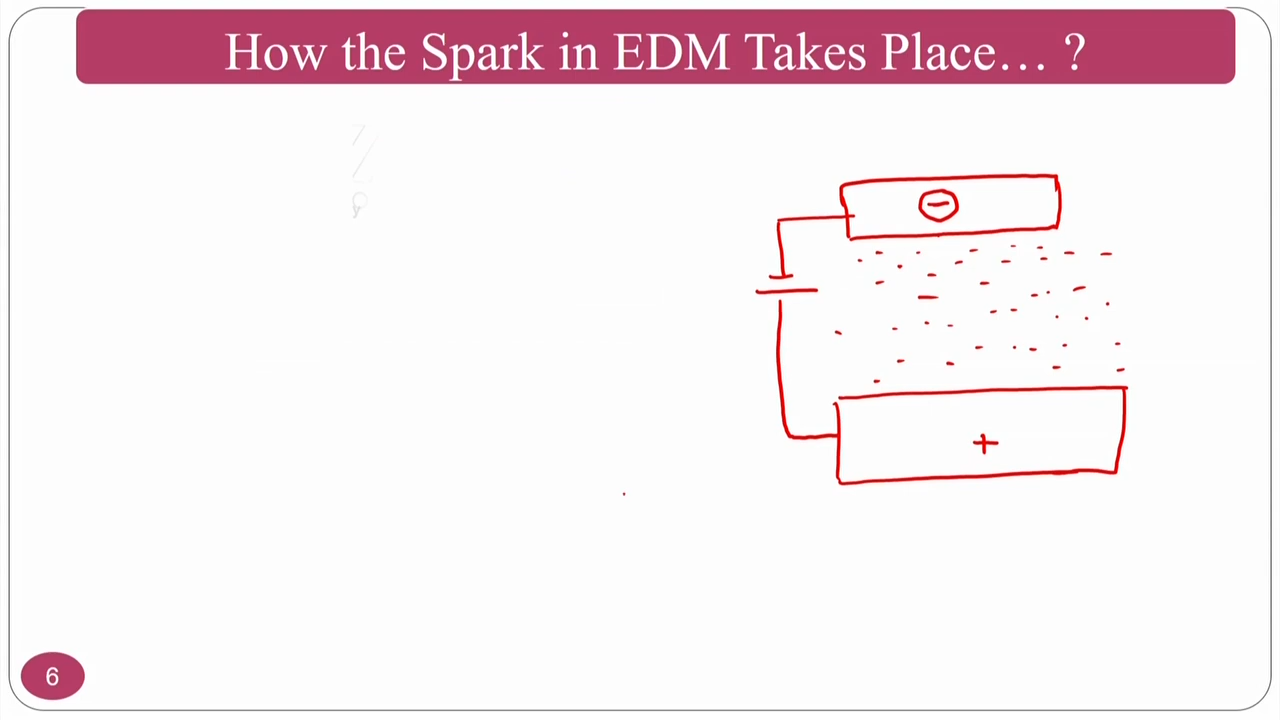 How the Spark in EDM Takes Place… ?
-
+
6